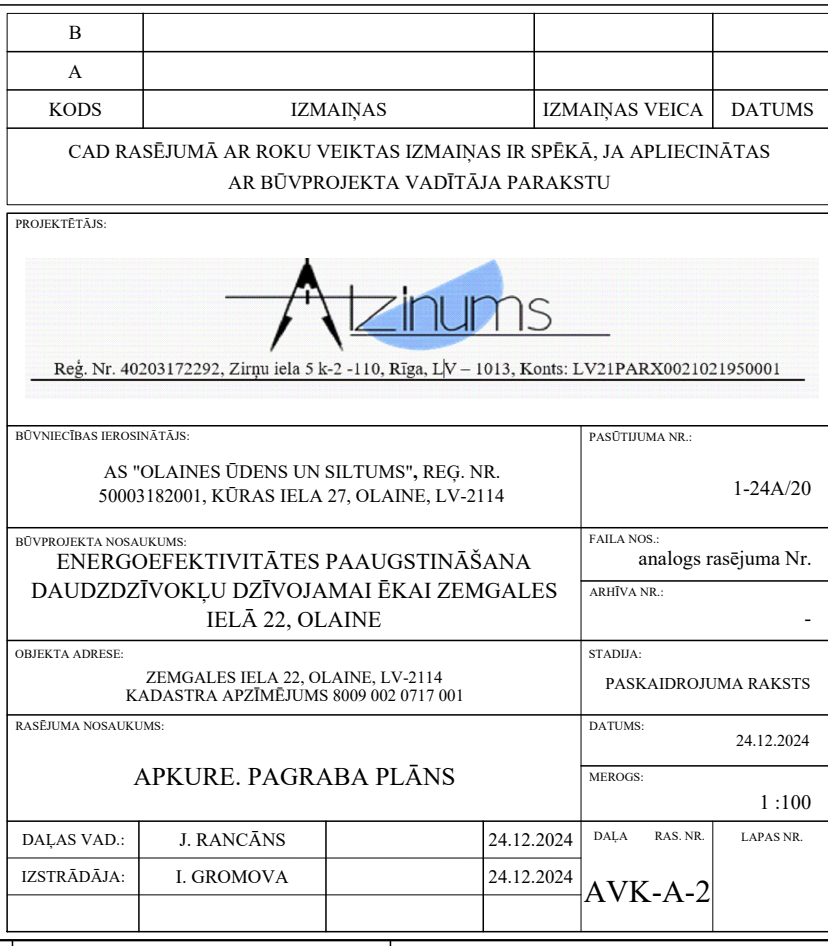 B
A
KODS IZMAIŅAS IZMAIŅAS VEICA DATUMS
CAD RASĒJUMĀ AR ROKU VEIKTAS IZMAIŅAS IR SPĒKĀ, JA APLIECINĀTAS
AR BŪVPROJEKTA VADĪTĀJA PARAKSTU
PROJEKTĒTĀJS:
Atzinums
Reģ. Nr. 40203172292, Zirņu iela 5 k-2 -110, Rīga, LV – 1013, Konts: LV21PARX0021021950001
BŪVNIECĪBAS IEROSINĀTĀJS:
AS "OLAINES ŪDENS UN SILTUMS", REĢ. NR.
50003182001, KŪRAS IELA 27, OLAINE, LV-2114
PASŪTIJUMA NR.:
1-24A/20
BŪVPROJEKTA NOSAUKUMS:
ENERGOEFEKTIVITĀTES PAAUGSTINĀŠANA
DAUDZDZĪVOKĻU DZĪVOJAMAI ĒKAI ZEMGALES
IELĀ 22, OLAINE
FAILA NOS.:
analogs rasējuma Nr.
ARHĪVA NR.:
-
OBJEKTA ADRESE:
ZEMGALES IELA 22, OLAINE, LV-2114
KADASTRA APZĪMĒJUMS 8009 002 0717 001
STADIJA:
PASKAIDROJUMA RAKSTS
RASĒJUMA NOSAUKUMS:
APKURE. PAGRABA PLĀNS
DATUMS:
24.12.2024
MEROGS:
1 :100
DAĻAS VAD.: J. RANCĀNS 24.12.2024
IZSTRĀDĀJA: I. GROMOVA 24.12.2024
DAĻA RAS. NR. LAPAS NR.
AVK-A-2